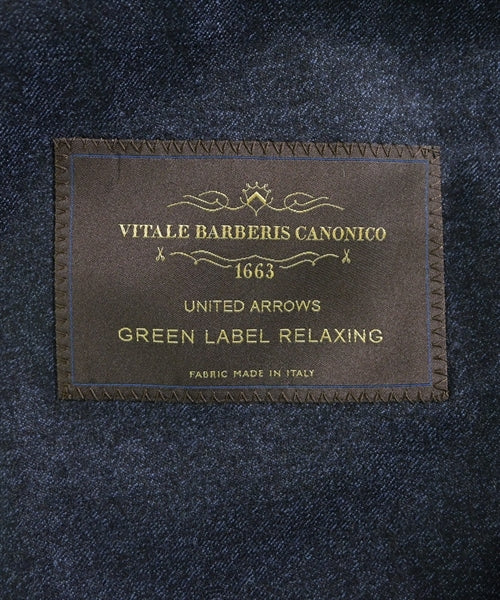 VITALE BARBERIS CANONICO
1663
UNITED ARROWS
GREEN LABEL RELAXING
FABRIC MADE IN ITALY